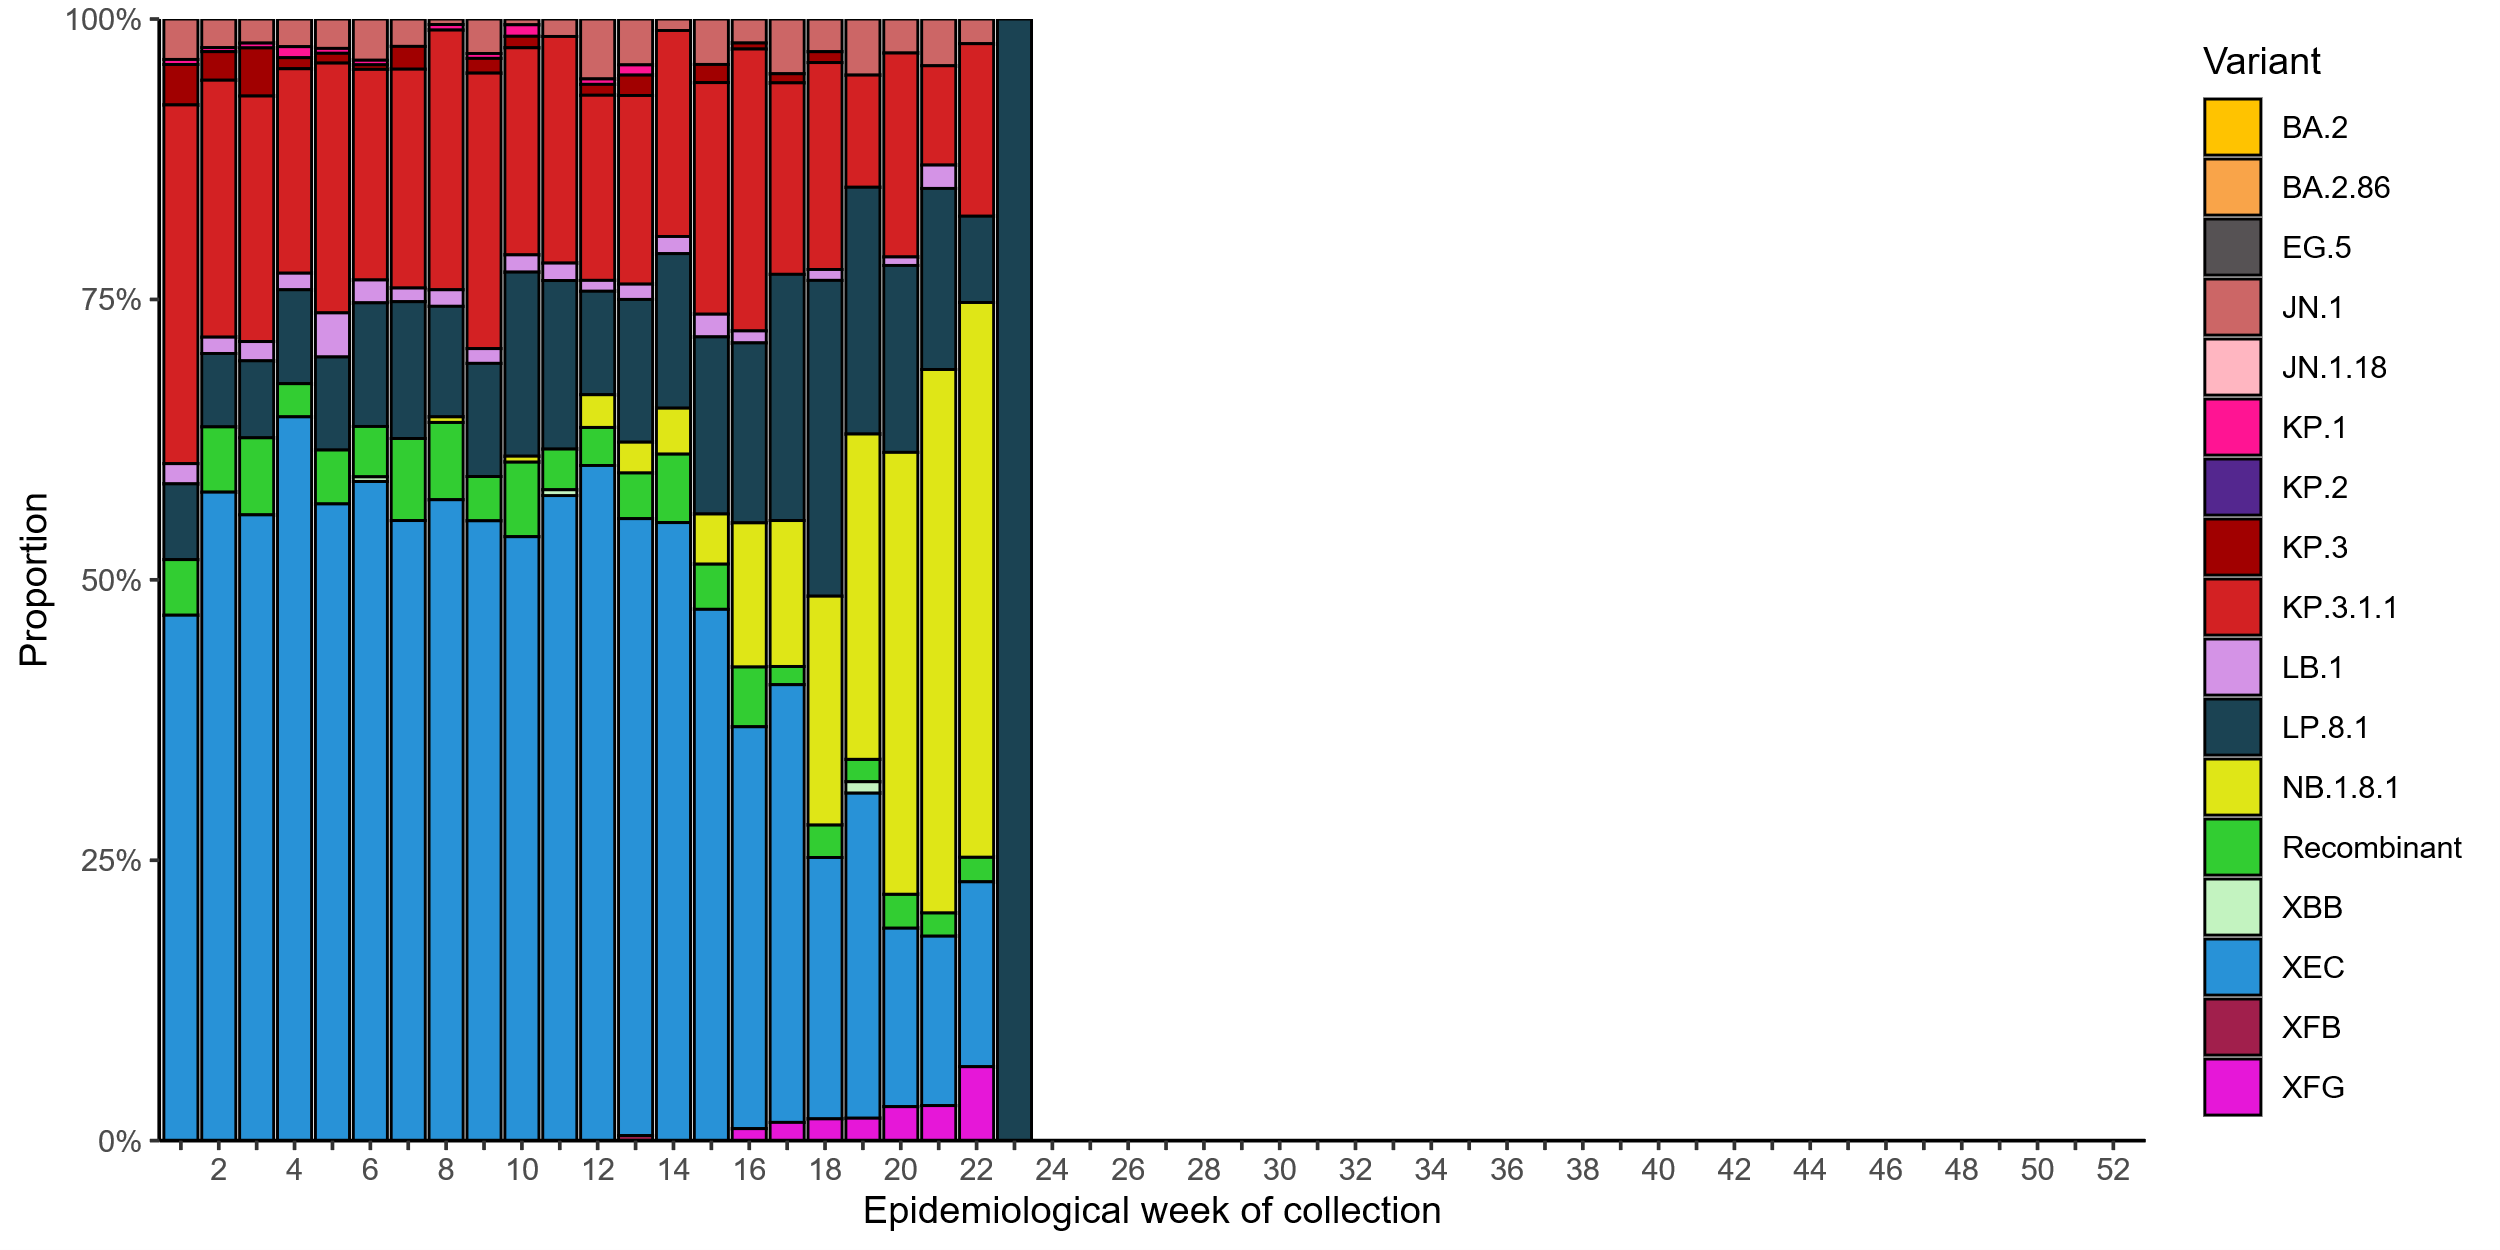 100%
75%
50%
25%
0%
Proportion
2 4 6 8 10 12 14 16 18 20 22 24 26 28 30 32 34 36 38 40 42 44 46 48 50 52
Epidemiological week of collection
Variant
BA.2
BA.2.86
EG.5
JN.1
JN.1.18
KP.1
KP.2
KP.3
KP.3.1.1
LB.1
LP.8.1
NB.1.8.1
Recombinant
XBB
XEC
XFB
XFG